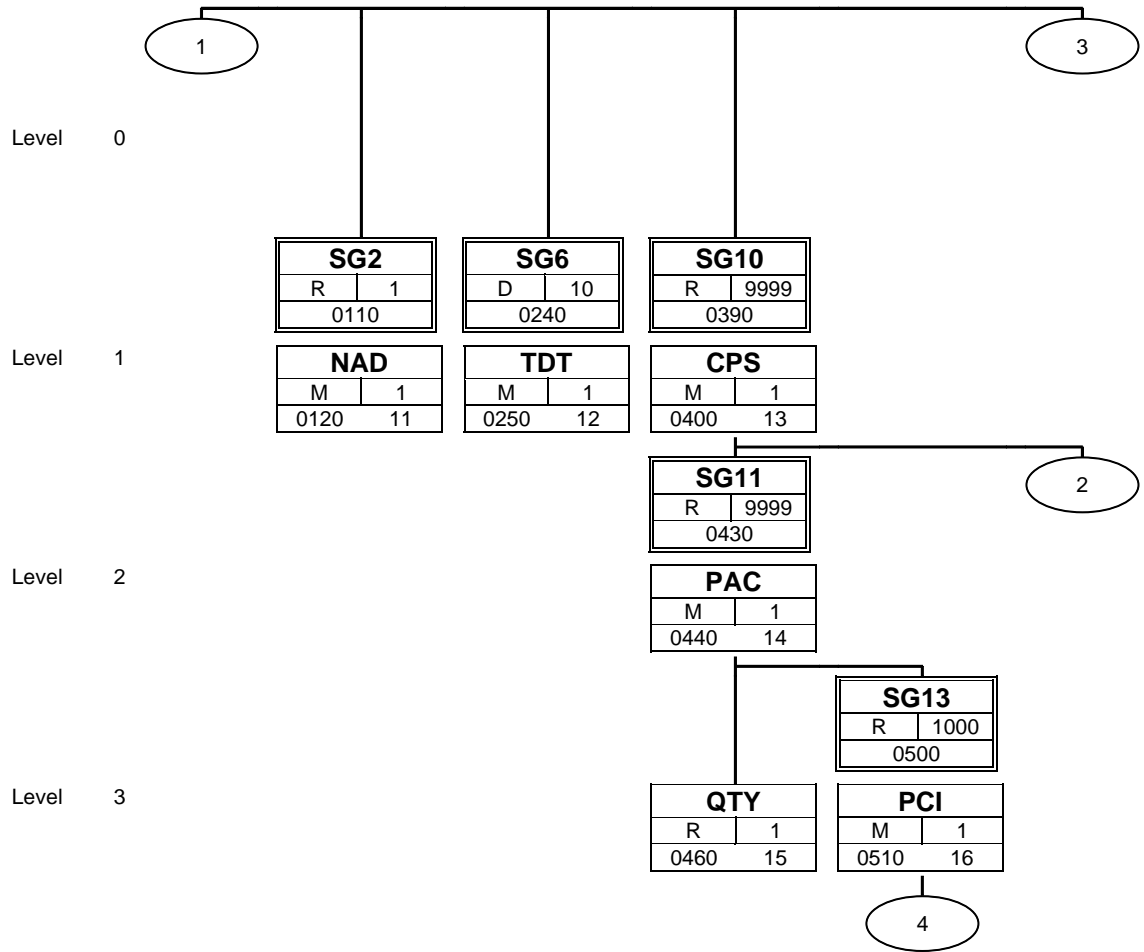 1 3
Level 0
SG2 SG6 SG10
R 1 D 10 R 9999
0110 0240 0390
Level 1 NAD TDT CPS
M 1 M 1 M 1
0120 11 0250 12 0400 13
SG11 2
R 9999
0430
Level 2 PAC
M 1
0440 14
SG13
R 1000
0500
Level 3 QTY PCI
R 1 M 1
0460 15 0510 16
4